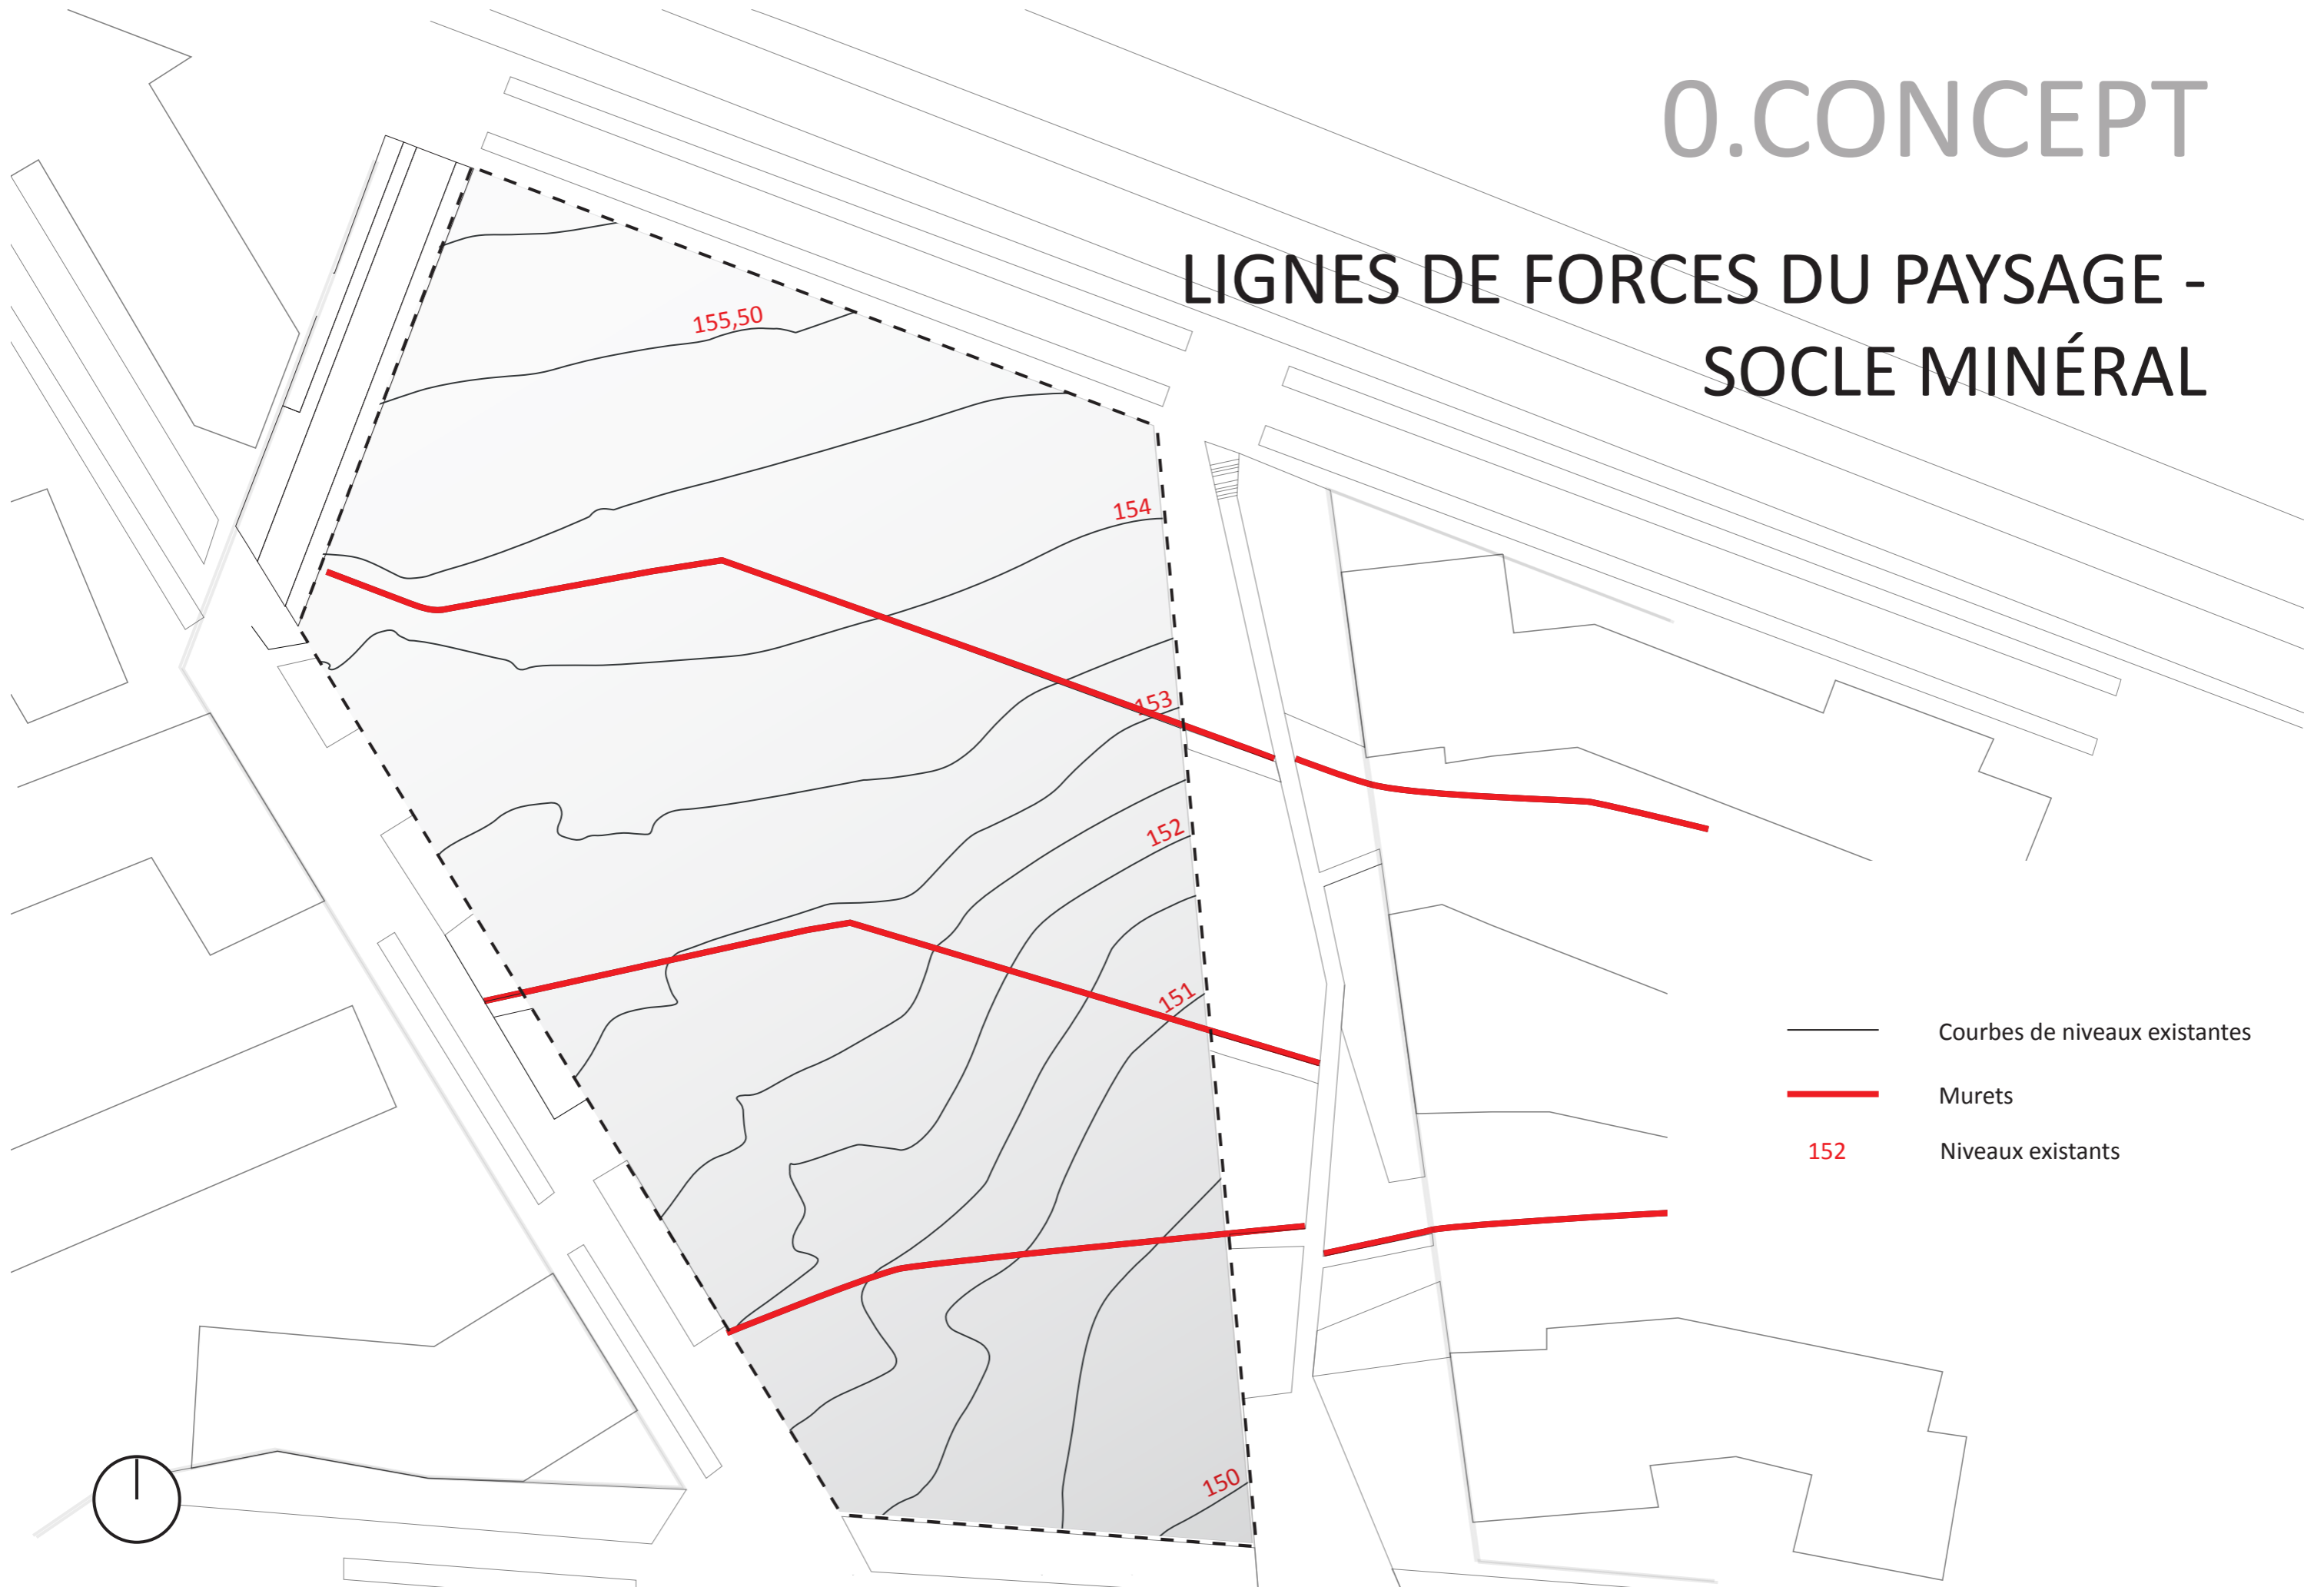 0.CONCEPT
LIGNES DE FORCES DU PAYSAGE -
SOCLE MINÉRAL
155,50
154
153
152
151
150
Courbes de niveaux existantes
Murets
152 Niveaux existants